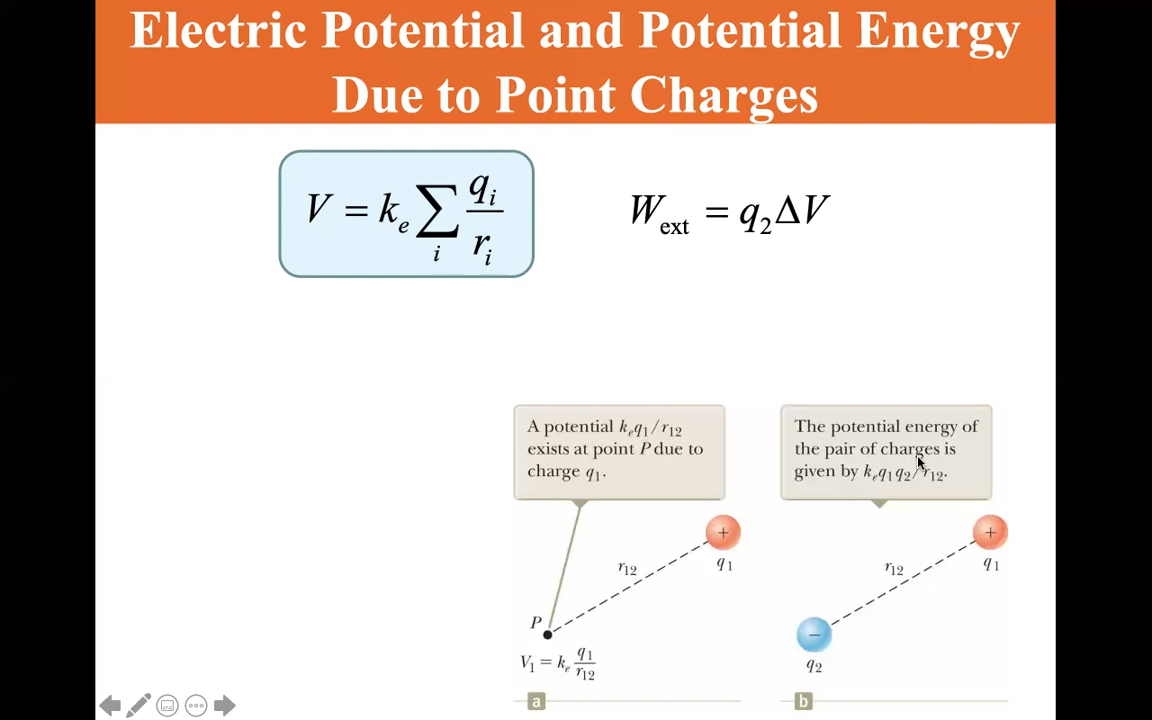 Electric Potential and Potential Energy
Due to Point Charges
V = k_e ∑_i q_i / r_i
W_ext = q_2 ΔV
A potential k_e q_1/r_12
exists at point P due to
charge q_1.
The potential energy of
the pair of charges is
given by k_e q_1 q_2/r_12.
+
q_1
r_12
P
V_1 = k_e q_1 / r_12
a
+
q_1
r_12
−
q_2
b